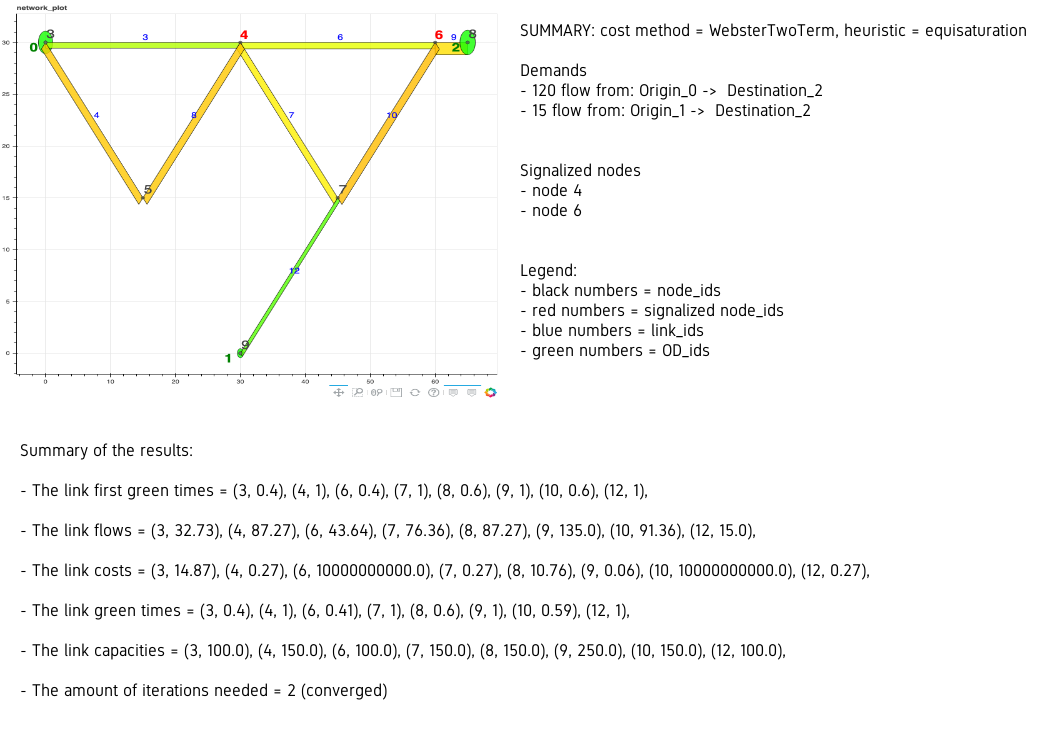 network_plot
3 8
0 3 4 6 6 9 2
30
25
4 8 7 10
20
5 7
15
10
12
5
9
0
1
0 10 20 30 40 50 60
SUMMARY: cost method = WebsterTwoTerm, heuristic = equisaturation
Demands
- 120 flow from: Origin_0 -> Destination_2
- 15 flow from: Origin_1 -> Destination_2
Signalized nodes
- node 4
- node 6
Legend:
- black numbers = node_ids
- red numbers = signalized node_ids
- blue numbers = link_ids
- green numbers = OD_ids
Summary of the results:
- The link first green times = (3, 0.4), (4, 1), (6, 0.4), (7, 1), (8, 0.6), (9, 1), (10, 0.6), (12, 1),
- The link flows = (3, 32.73), (4, 87.27), (6, 43.64), (7, 76.36), (8, 87.27), (9, 135.0), (10, 91.36), (12, 15.0),
- The link costs = (3, 14.87), (4, 0.27), (6, 10000000000.0), (7, 0.27), (8, 10.76), (9, 0.06), (10, 10000000000.0), (12, 0.27),
- The link green times = (3, 0.4), (4, 1), (6, 0.41), (7, 1), (8, 0.6), (9, 1), (10, 0.59), (12, 1),
- The link capacities = (3, 100.0), (4, 150.0), (6, 100.0), (7, 150.0), (8, 150.0), (9, 250.0), (10, 150.0), (12, 100.0),
- The amount of iterations needed = 2 (converged)